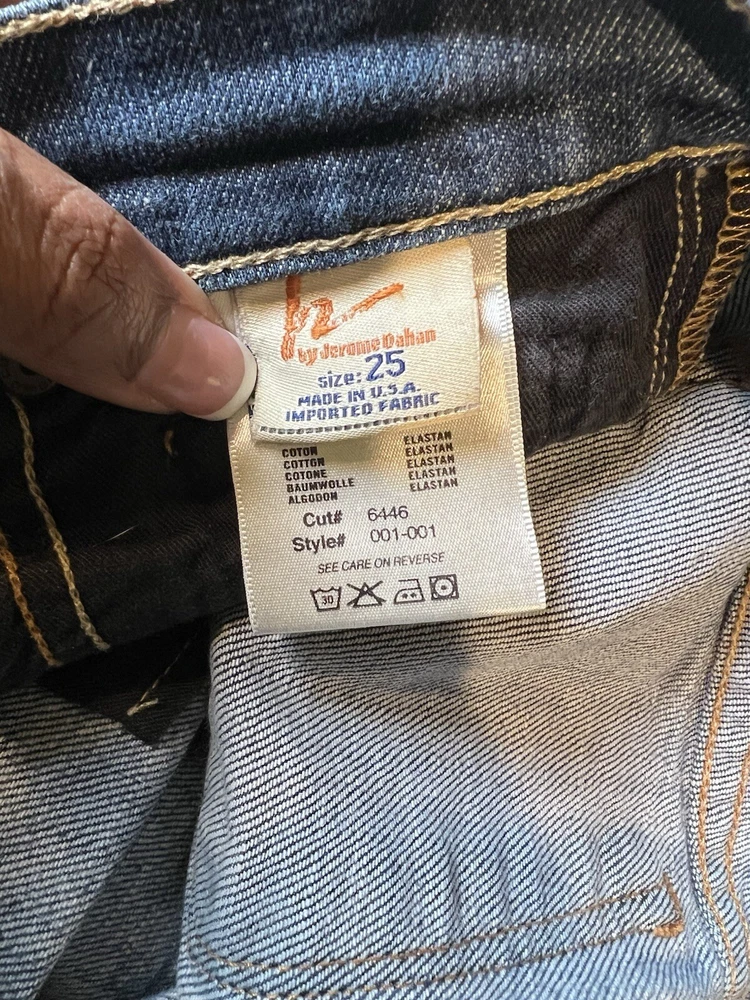 by Jerome Dahan
size: 25
MADE IN U.S.A.
IMPORTED FABRIC
COTON ELASTAN
COTTON ELASTAN
COTONE ELASTAN
BAUMWOLLE ELASTAN
ALGODON ELASTAN
Cut# 6446
Style# 001-001
SEE CARE ON REVERSE
30